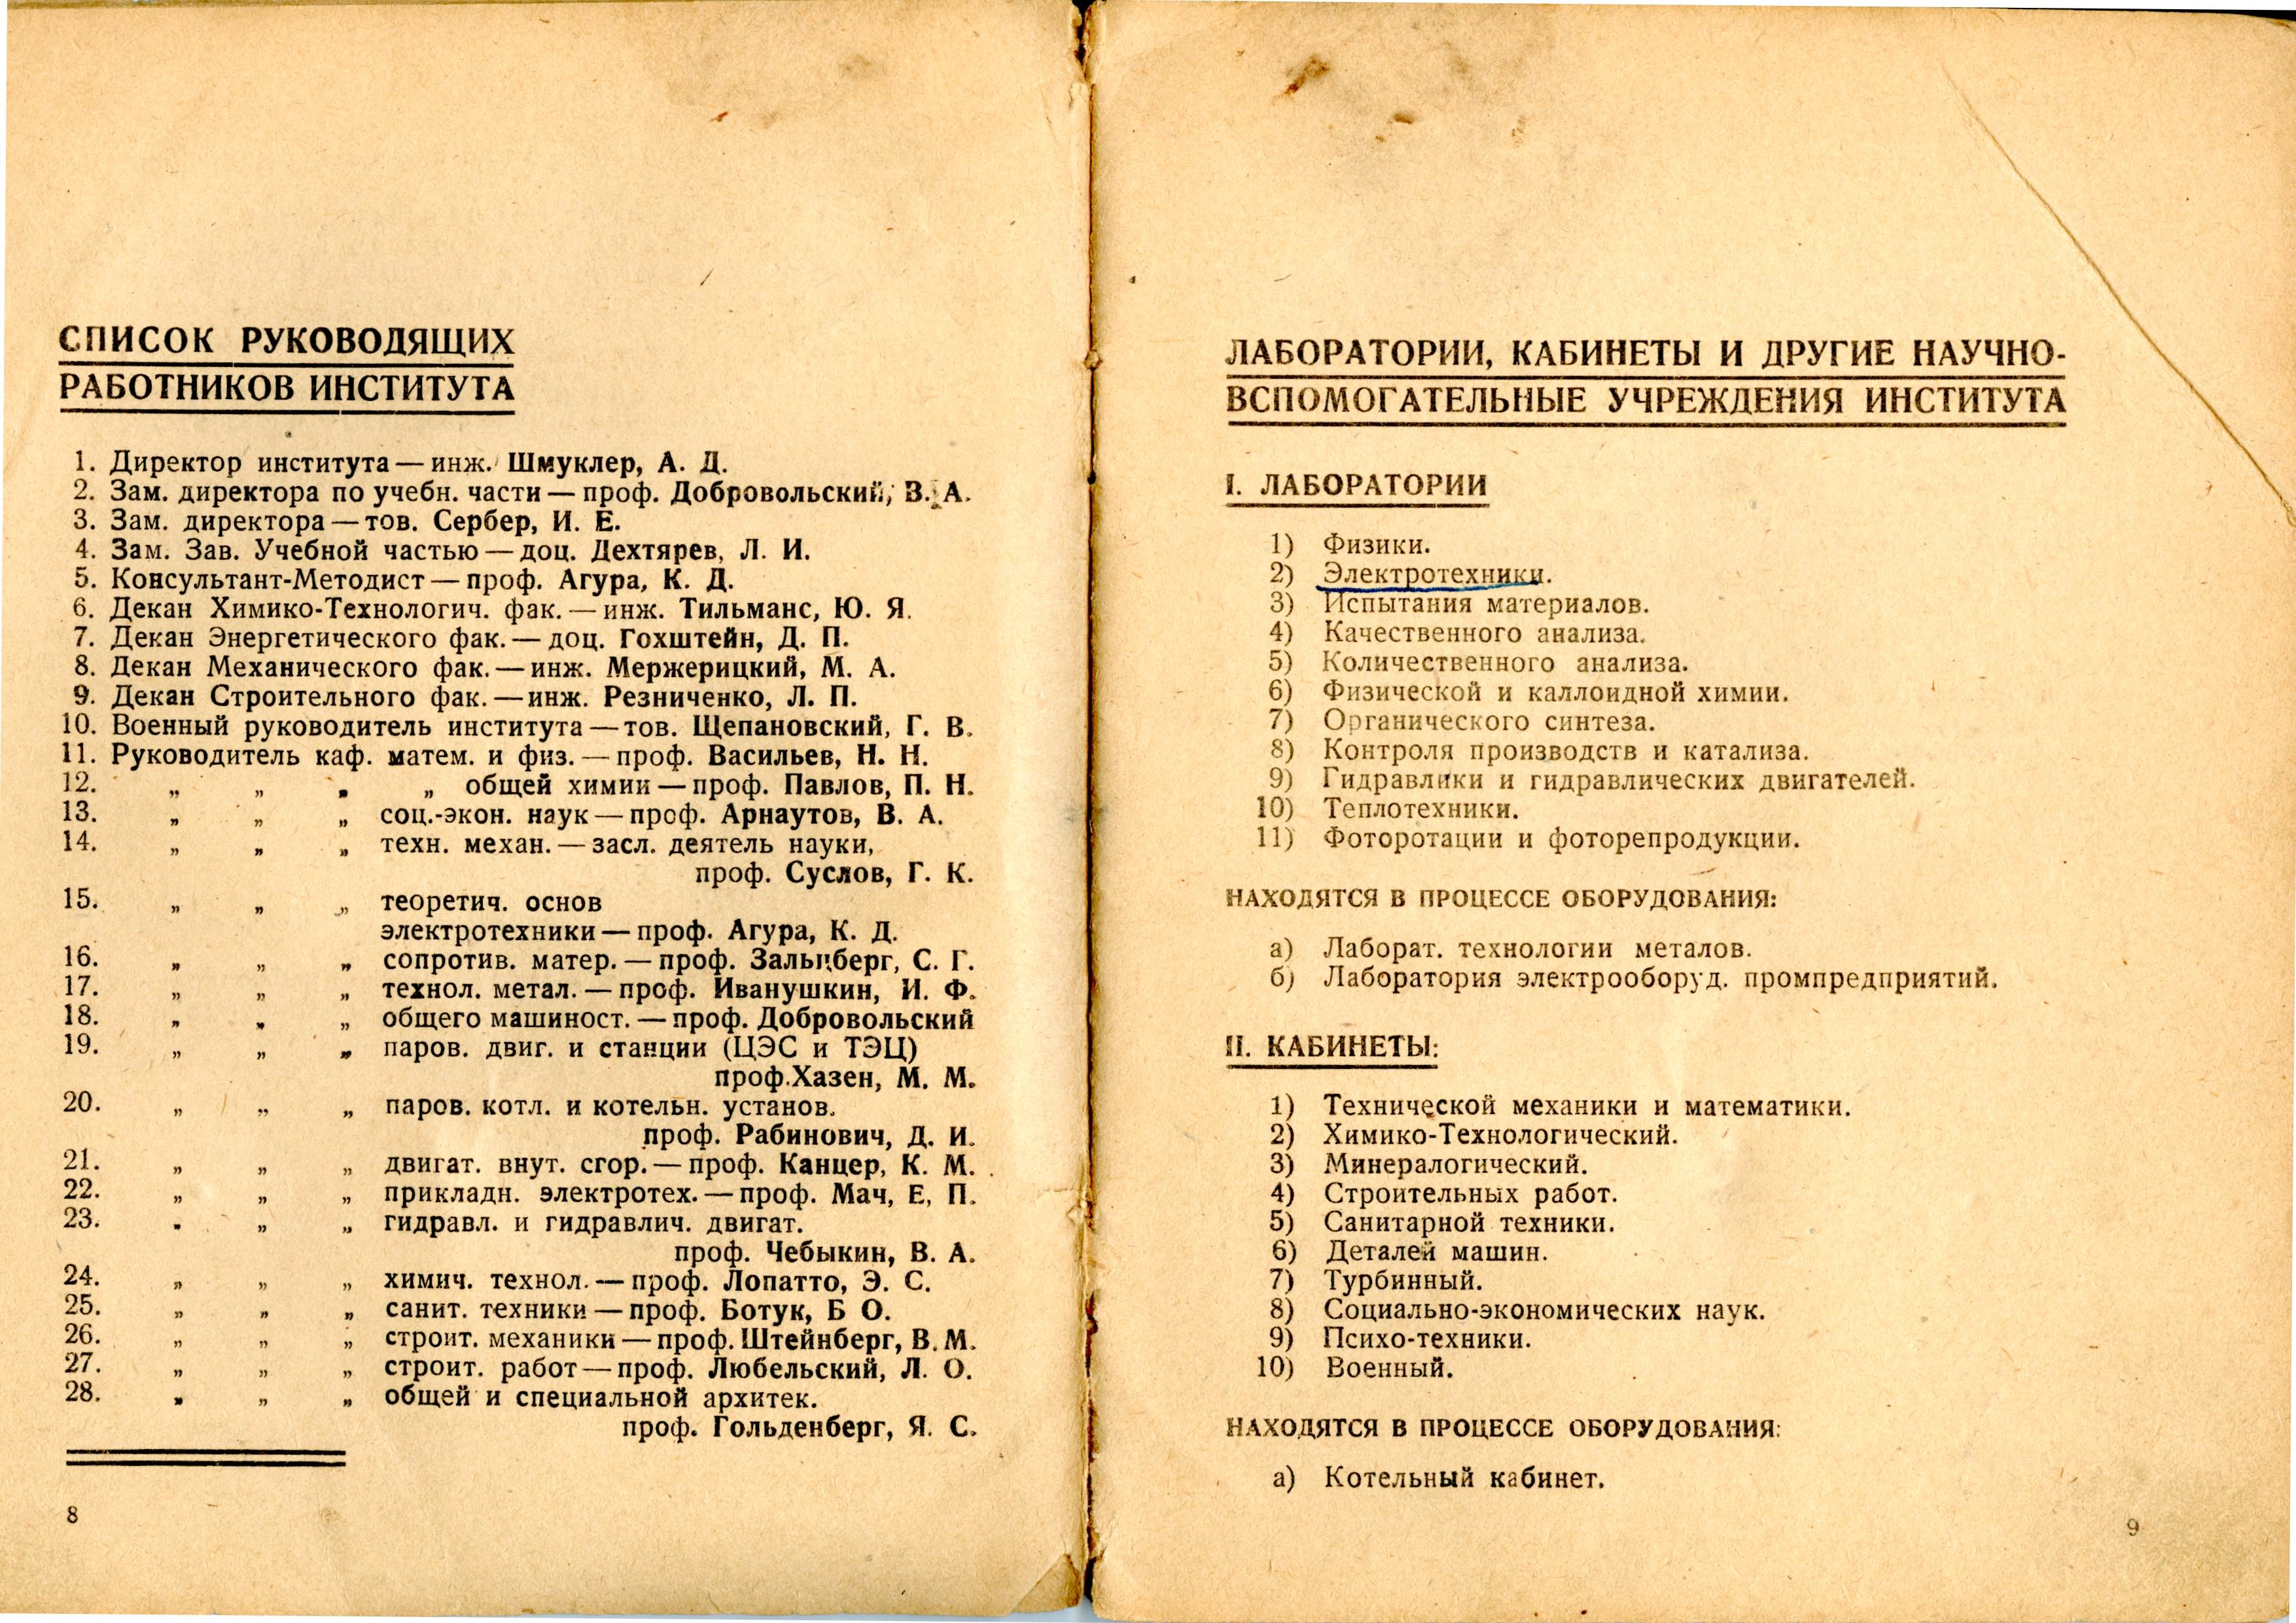 СПИСОК РУКОВОДЯЩИХ
РАБОТНИКОВ ИНСТИТУТА
1. Директор института — инж. Шмуклер, А. Д.
2. Зам. директора по учебн. части — проф. Добровольский, В. А.
3. Зам. директора — тов. Сербер, И. Е.
4. Зам. Зав. Учебной частью — доц. Дехтярев, Л. И.
5. Консультант-Методист — проф. Агура, К. Д.
6. Декан Химико-Технологич. фак. — инж. Тильманс, Ю. Я.
7. Декан Энергетического фак. — доц. Гохштейн, Д. П.
8. Декан Механического фак. — инж. Мержерицкий, М. А.
9. Декан Строительного фак. — инж. Резниченко, Л. П.
10. Военный руководитель института — тов. Щепановский, Г. В.
11. Руководитель каф. матем. и физ. — проф. Васильев, Н. Н.
12. „ „ „ „ общей химии — проф. Павлов, П. Н.
13. „ „ „ соц.-экон. наук — проф. Арнаутов, В. А.
14. „ „ „ техн. механ. — засл. деятель науки,
проф. Суслов, Г. К.
15. „ „ „ теоретич. основ
электротехники — проф. Агура, К. Д.
16. „ „ „ сопротив. матер. — проф. Зальцберг, С. Г.
17. „ „ „ технол. метал. — проф. Иванушкин, И. Ф.
18. „ „ „ общего машиност. — проф. Добровольский
19. „ „ „ паров. двиг. и станции (ЦЭС и ТЭЦ)
проф. Хазен, М. М.
20. „ „ „ паров. котл. и котельн. установ.
проф. Рабинович, Д. И.
21. „ „ „ двигат. внут. сгор. — проф. Канцер, К. М.
22. „ „ „ прикладн. электротех. — проф. Мач, Е, П.
23. „ „ „ гидравл. и гидравлич. двигат.
проф. Чебыкин, В. А.
24. „ „ „ химич. технол. — проф. Лопатто, Э. С.
25. „ „ „ санит. техники — проф. Ботук, Б О.
26. „ „ „ строит. механики — проф. Штейнберг, В. М.
27. „ „ „ строит. работ — проф. Любельский, Л. О.
28. „ „ „ общей и специальной архитек.
проф. Гольденберг, Я. С.
8
ЛАБОРАТОРИИ, КАБИНЕТЫ И ДРУГИЕ НАУЧНО-
ВСПОМОГАТЕЛЬНЫЕ УЧРЕЖДЕНИЯ ИНСТИТУТА
I. ЛАБОРАТОРИИ
1) Физики.
2) Электротехники.
3) Испытания материалов.
4) Качественного анализа.
5) Количественного анализа.
6) Физической и каллоидной химии.
7) Органического синтеза.
8) Контроля производств и катализа.
9) Гидравлики и гидравлических двигателей.
10) Теплотехники.
11) Фоторотации и фоторепродукции.
НАХОДЯТСЯ В ПРОЦЕССЕ ОБОРУДОВАНИЯ:
а) Лаборат. технологии металов.
б) Лаборатория электрооборуд. промпредприятий.
II. КАБИНЕТЫ:
1) Технической механики и математики.
2) Химико-Технологический.
3) Минералогический.
4) Строительных работ.
5) Санитарной техники.
6) Деталей машин.
7) Турбинный.
8) Социально-экономических наук.
9) Психо-техники.
10) Военный.
НАХОДЯТСЯ В ПРОЦЕССЕ ОБОРУДОВАНИЯ:
а) Котельный кабинет.
9